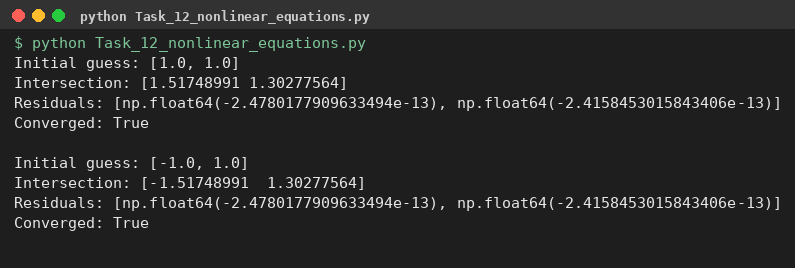 python Task_12_nonlinear_equations.py
$ python Task_12_nonlinear_equations.py
Initial guess: [1.0, 1.0]
Intersection: [1.51748991 1.30277564]
Residuals: [np.float64(-2.4780177909633494e-13), np.float64(-2.4158453015843406e-13)]
Converged: True

Initial guess: [-1.0, 1.0]
Intersection: [-1.51748991  1.30277564]
Residuals: [np.float64(-2.4780177909633494e-13), np.float64(-2.4158453015843406e-13)]
Converged: True